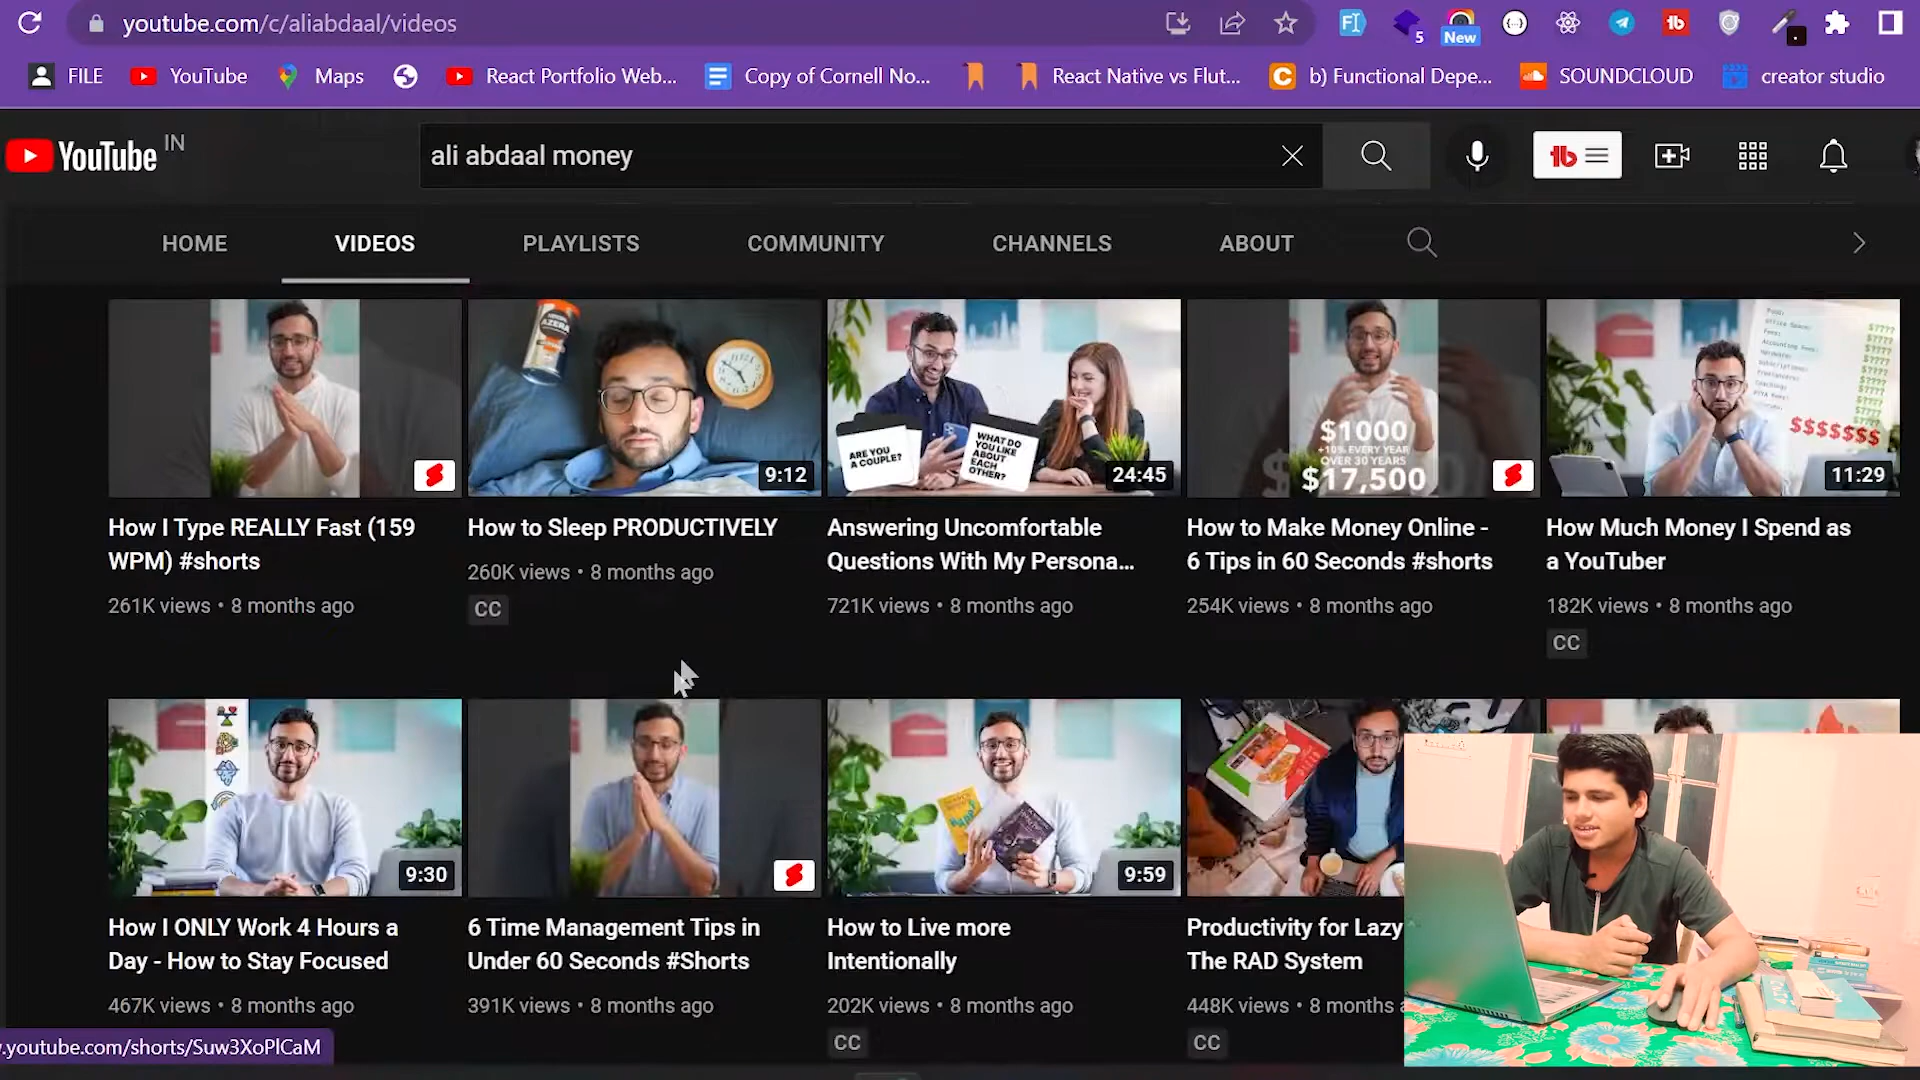 youtube.com/c/aliabdaal/videos
5
New
FILE
YouTube
Maps
React Portfolio Web...
Copy of Cornell No...
React Native vs Flut...
b) Functional Depe...
SOUNDCLOUD
creator studio
YouTube IN
ali abdaal money
HOME
VIDEOS
PLAYLISTS
COMMUNITY
CHANNELS
ABOUT
AZERA
9:12
ARE YOU
A COUPLE?
WHAT DO
YOU LIKE
ABOUT
EACH
OTHER?
24:45
$1000
+10% EVERY YEAR
OVER 30 YEARS
$17,500
$$$$$$$
11:29
How I Type REALLY Fast (159
WPM) #shorts
261K views • 8 months ago
How to Sleep PRODUCTIVELY
260K views • 8 months ago
CC
Answering Uncomfortable
Questions With My Persona...
721K views • 8 months ago
How to Make Money Online -
6 Tips in 60 Seconds #shorts
254K views • 8 months ago
How Much Money I Spend as
a YouTuber
182K views • 8 months ago
CC
9:30
9:59
How I ONLY Work 4 Hours a
Day - How to Stay Focused
467K views • 8 months ago
6 Time Management Tips in
Under 60 Seconds #Shorts
391K views • 8 months ago
How to Live more
Intentionally
202K views • 8 months ago
CC
Productivity for Lazy
The RAD System
448K views • 8 months
CC
.youtube.com/shorts/Suw3XoPlCaM